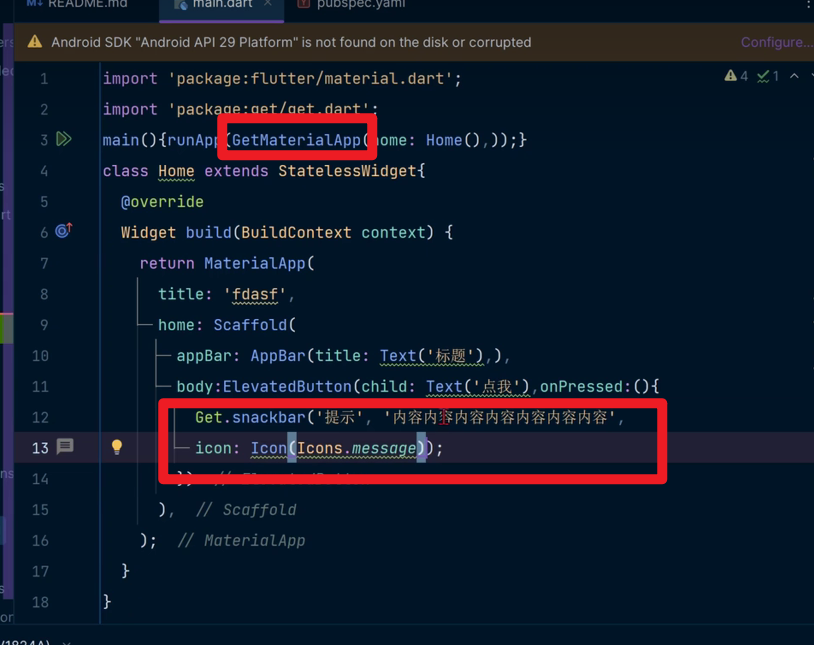 README.md main.dart pubspec.yaml
Android SDK "Android API 29 Platform" is not found on the disk or corrupted Configure...
4 1
1 import 'package:flutter/material.dart';
2 import 'package:get/get.dart';
3 main(){runApp(GetMaterialApp(home: Home(),));}
4 class Home extends StatelessWidget{
5 @override
6 Widget build(BuildContext context) {
7 return MaterialApp(
8 title: 'fdasf',
9 home: Scaffold(
10 appBar: AppBar(title: Text('标题'),),
11 body:ElevatedButton(child: Text('点我'),onPressed:(){
12 Get.snackbar('提示', '内容内容内容内容内容内容内容',
13 icon: Icon(Icons.message));
14 })
15 ), // Scaffold
16 ); // MaterialApp
17 }
18 }